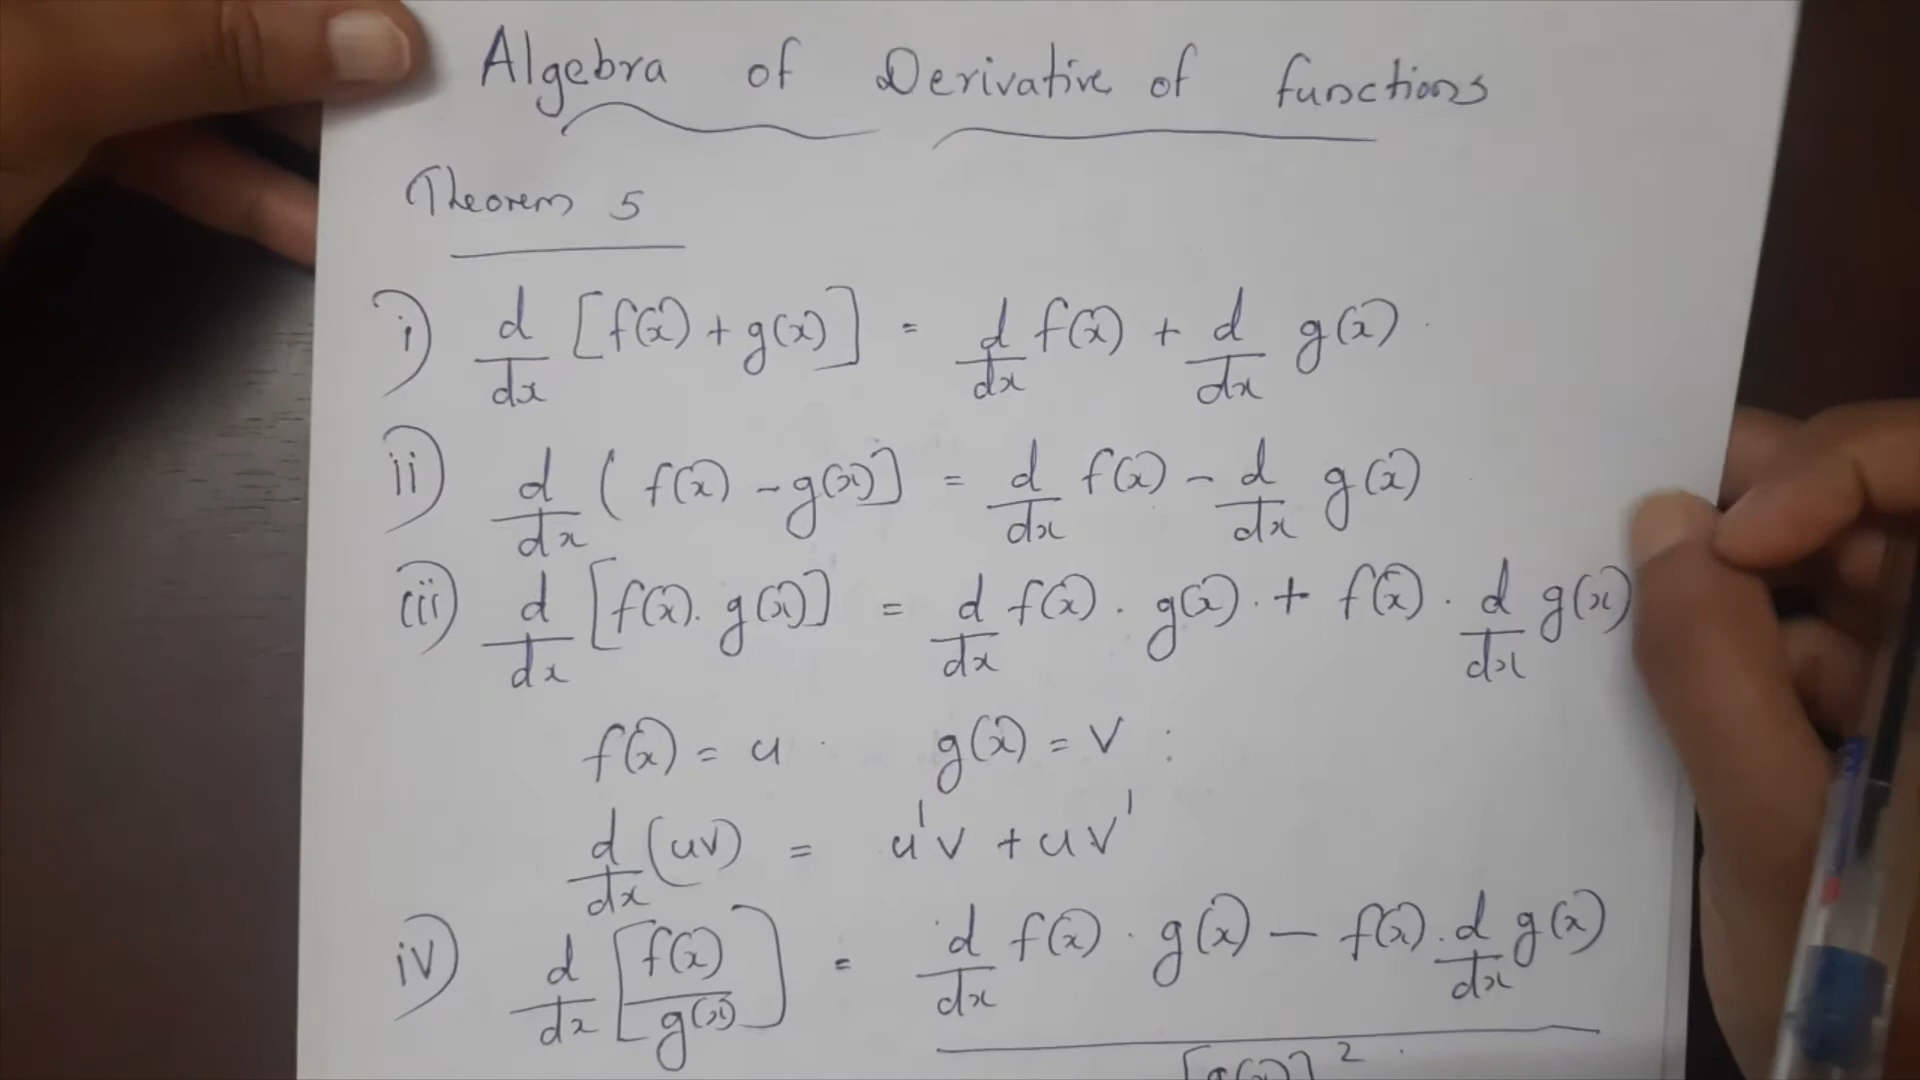 Algebra of Derivative of functions
Theorem 5
i) d/dx [f(x) + g(x)] = d/dx f(x) + d/dx g(x)
ii) d/dx ( f(x) - g(x)] = d/dx f(x) - d/dx g(x)
iii) d/dx [f(x). g(x)] = d/dx f(x) . g(x) . + f(x) . d/dx g(x)
f(x) = u . g(x) = v :
d/dx (uv) = u'v + uv'
iv) d/dx [f(x)/g(x)] = d/dx f(x) . g(x) - f(x) . d/dx g(x)
[g(x)]²